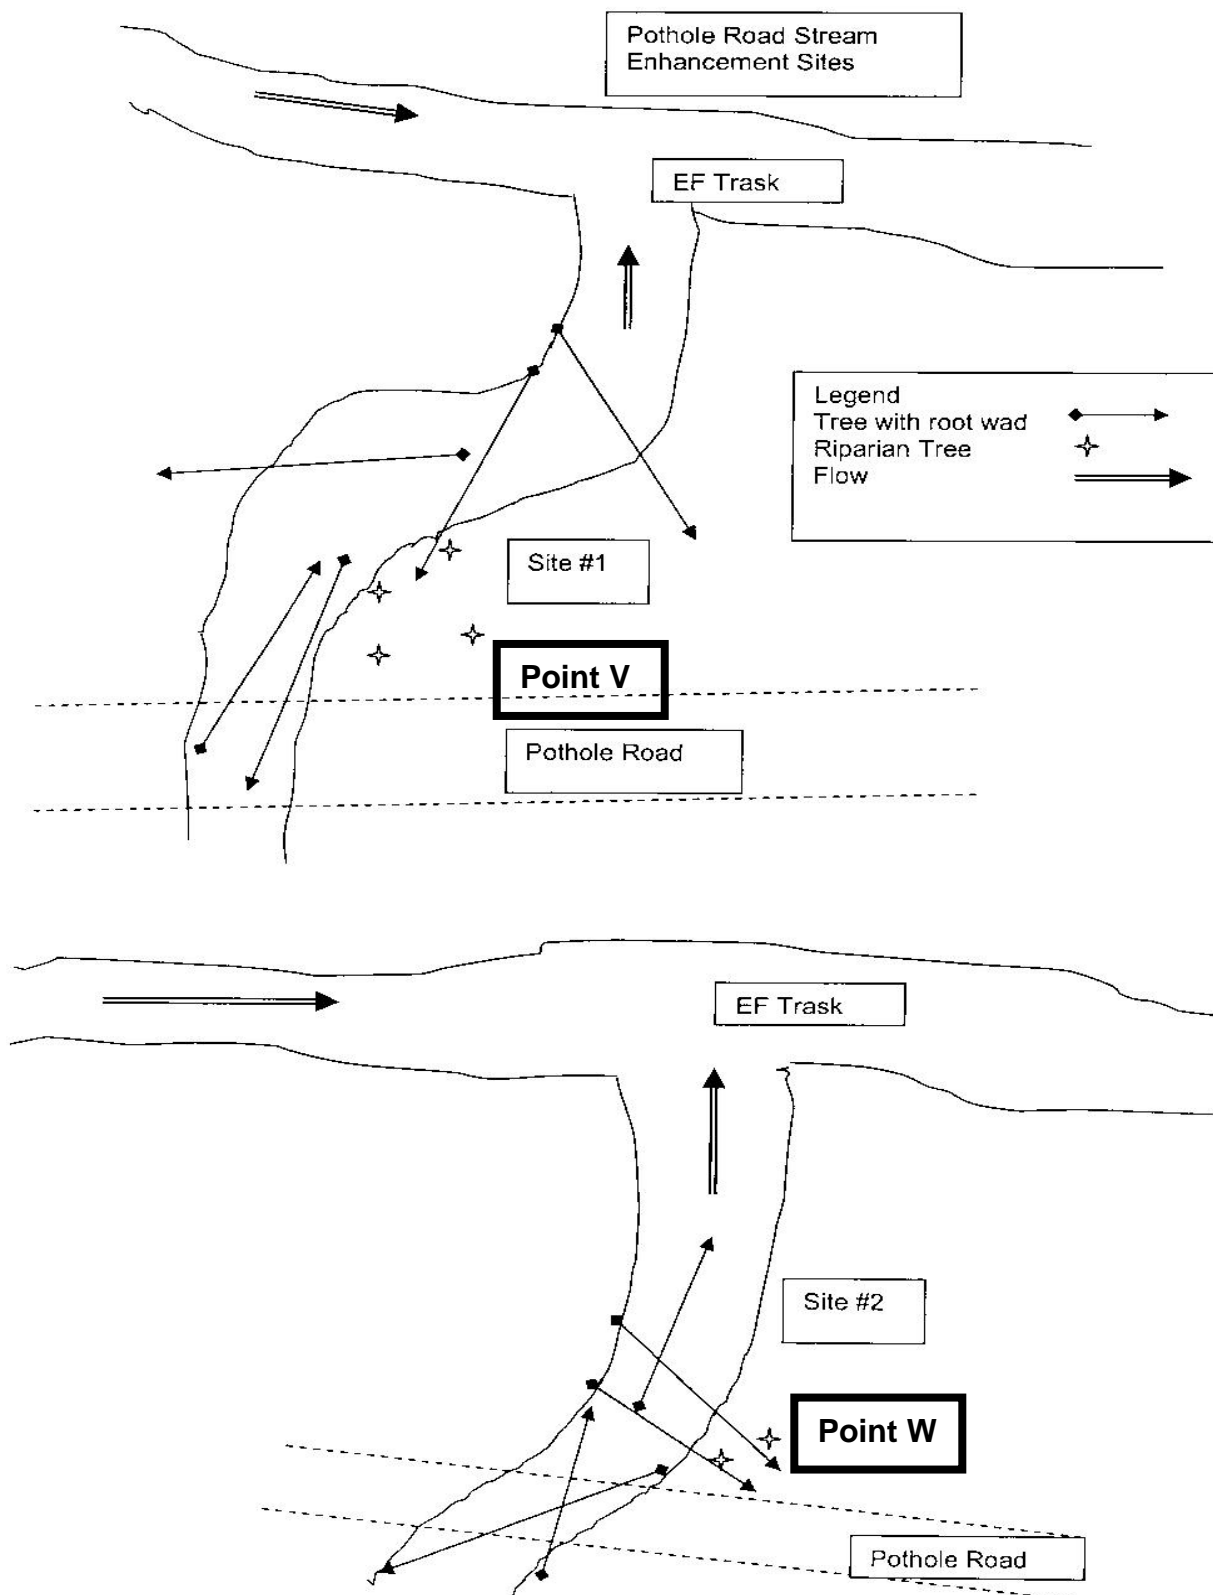 Pothole Road Stream
Enhancement Sites
EF Trask
Legend
Tree with root wad
Riparian Tree
Flow
Site #1
Point V
Pothole Road
EF Trask
Site #2
Point W
Pothole Road